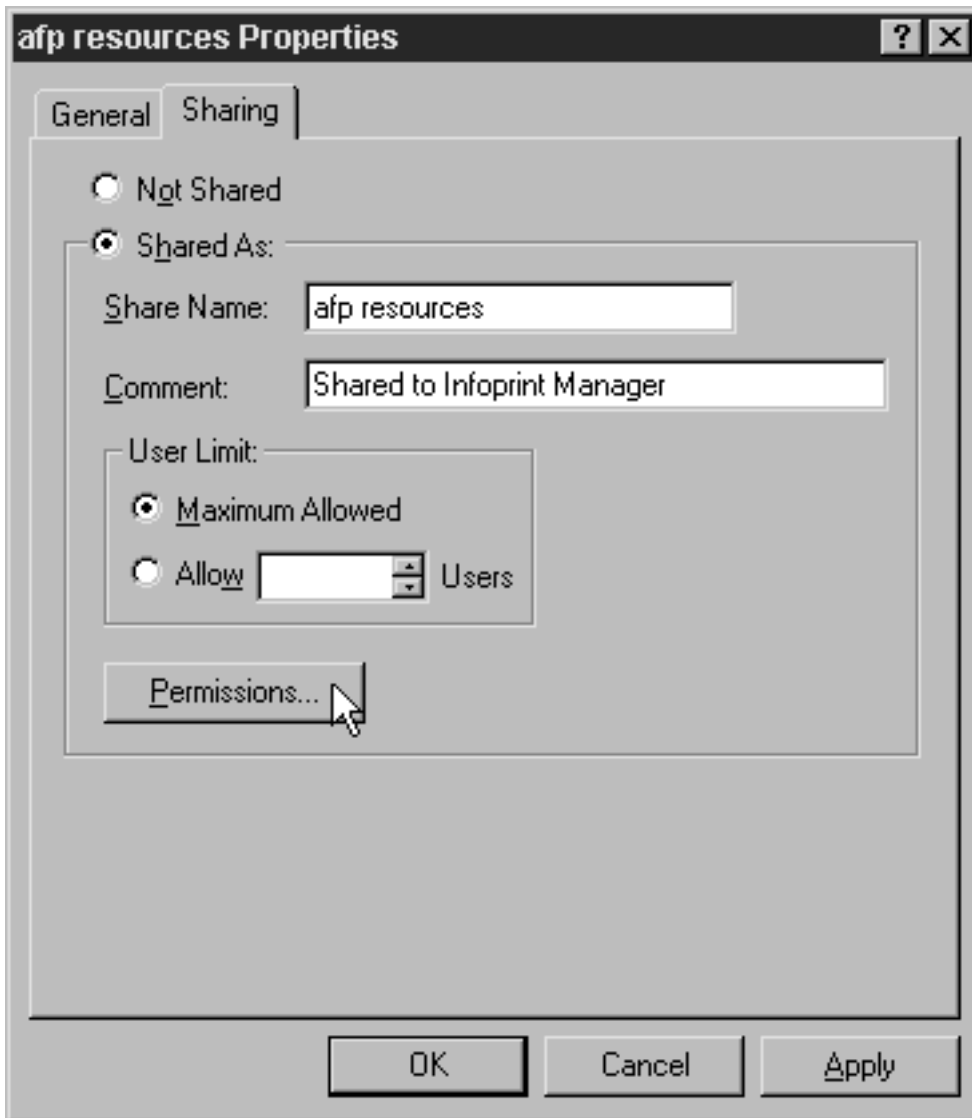 afp resources Properties
General Sharing
Not Shared
Shared As:
Share Name: afp resources
Comment: Shared to Infoprint Manager
User Limit:
Maximum Allowed
Allow Users
Permissions...
OK Cancel Apply